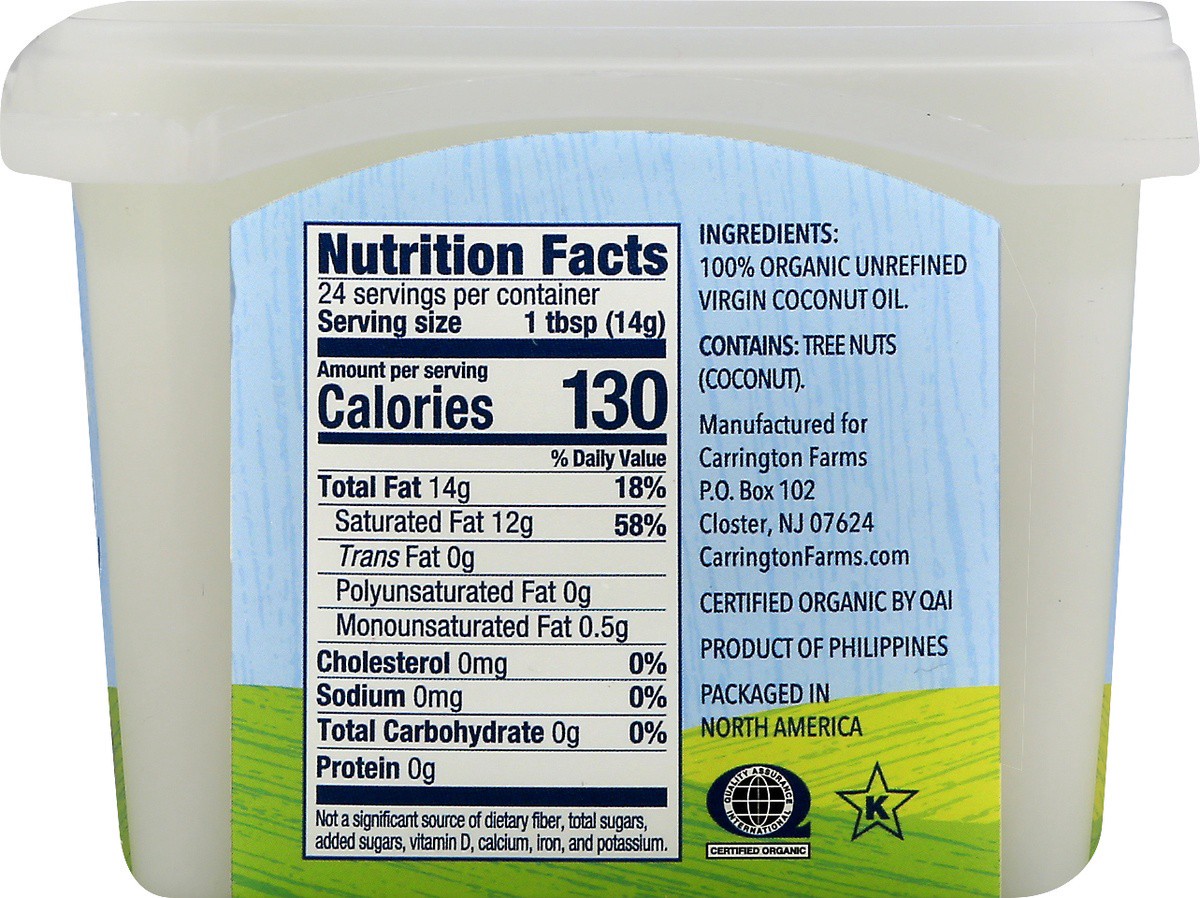 Nutrition Facts
24 servings per container
Serving size 1 tbsp (14g)
Amount per serving
Calories 130
% Daily Value
Total Fat 14g 18%
Saturated Fat 12g 58%
Trans Fat 0g
Polyunsaturated Fat 0g
Monounsaturated Fat 0.5g
Cholesterol 0mg 0%
Sodium 0mg 0%
Total Carbohydrate 0g 0%
Protein 0g
Not a significant source of dietary fiber, total sugars,
added sugars, vitamin D, calcium, iron, and potassium.
INGREDIENTS:
100% ORGANIC UNREFINED
VIRGIN COCONUT OIL.
CONTAINS: TREE NUTS
(COCONUT).
Manufactured for
Carrington Farms
P.O. Box 102
Closter, NJ 07624
CarringtonFarms.com
CERTIFIED ORGANIC BY QAI
PRODUCT OF PHILIPPINES
PACKAGED IN
NORTH AMERICA
QUALITY ASSURANCE
INTERNATIONAL
CERTIFIED ORGANIC
K